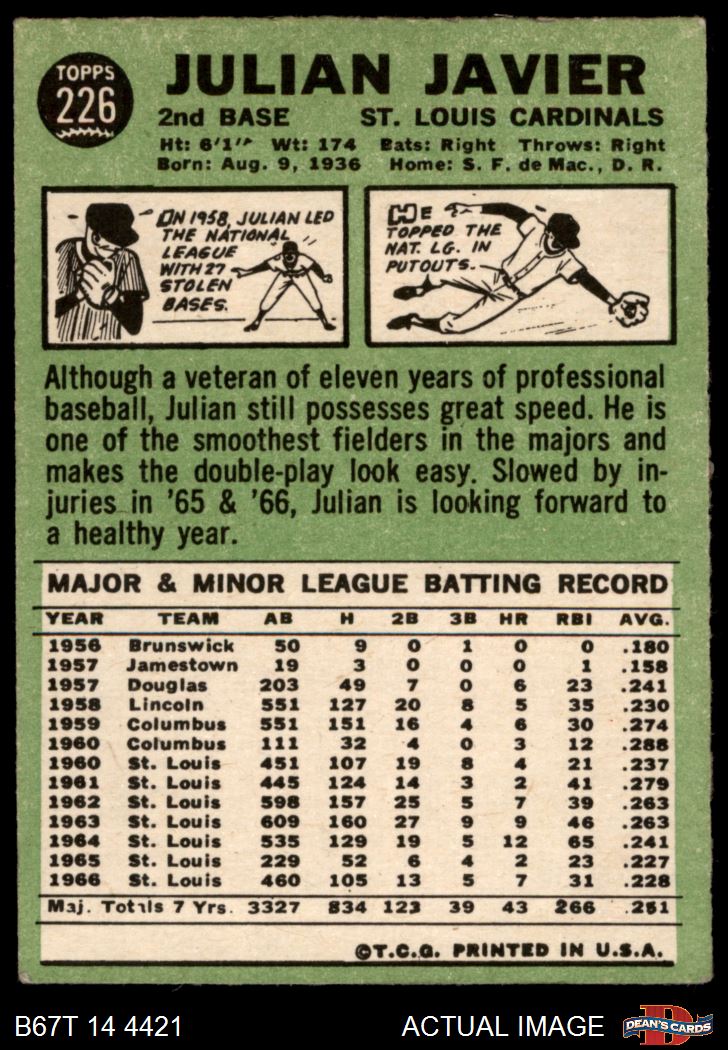 TOPPS
226
JULIAN JAVIER
2nd BASE ST. LOUIS CARDINALS
Ht: 6'1" Wt: 174 Bats: Right Throws: Right
Born: Aug. 9, 1936 Home: S. F. de Mac., D. R.
IN 1958, JULIAN LED
THE NATIONAL
LEAGUE
WITH 27
STOLEN
BASES.
HE
TOPPED THE
NAT. LG. IN
PUTOUTS.
Although a veteran of eleven years of professional
baseball, Julian still possesses great speed. He is
one of the smoothest fielders in the majors and
makes the double-play look easy. Slowed by in-
juries in '65 & '66, Julian is looking forward to
a healthy year.
MAJOR & MINOR LEAGUE BATTING RECORD
YEAR TEAM AB H 2B 3B HR RBI AVG.
1956 Brunswick 50 9 0 1 0 0 .180
1957 Jamestown 19 3 0 0 0 1 .158
1957 Douglas 203 49 7 0 6 23 .241
1958 Lincoln 551 127 20 8 5 35 .230
1959 Columbus 551 151 16 4 6 30 .274
1960 Columbus 111 32 4 0 3 12 .288
1960 St. Louis 451 107 19 8 4 21 .237
1961 St. Louis 445 124 14 3 2 41 .279
1962 St. Louis 598 157 25 5 7 39 .263
1963 St. Louis 609 160 27 9 9 46 .263
1964 St. Louis 535 129 19 5 12 65 .241
1965 St. Louis 229 52 6 4 2 23 .227
1966 St. Louis 460 105 13 5 7 31 .228
Maj. Totals 7 Yrs. 3327 834 123 39 43 266 .251
©T.C.G. PRINTED IN U.S.A.
B67T 14 4421 ACTUAL IMAGE
D
DEAN'S CARDS